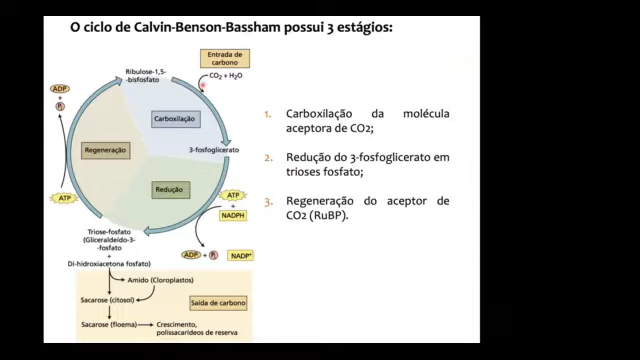 O ciclo de Calvin-Benson-Bassham possui 3 estágios:
Entrada de
carbono
Ribulose-1,5-
bisfosfato
CO2 + H2O
ADP
+
Pi
Carboxilação
Regeneração
3-fosfoglicerato
Redução
ATP
ATP
+
NADPH
Triose-fosfato
(Gliceraldeído-3-
fosfato)
+
Di-hidroxiacetona fosfato)
ADP + Pi
NADP+
Amido (Cloroplastos)
Sacarose (citosol)
Saída de carbono
Sacarose (floema)
Crescimento,
polissacarídeos de reserva
1. Carboxilação da molécula
aceptora de CO2;
2. Redução do 3-fosfoglicerato em
trioses fosfato;
3. Regeneração do aceptor de
CO2 (RuBP).